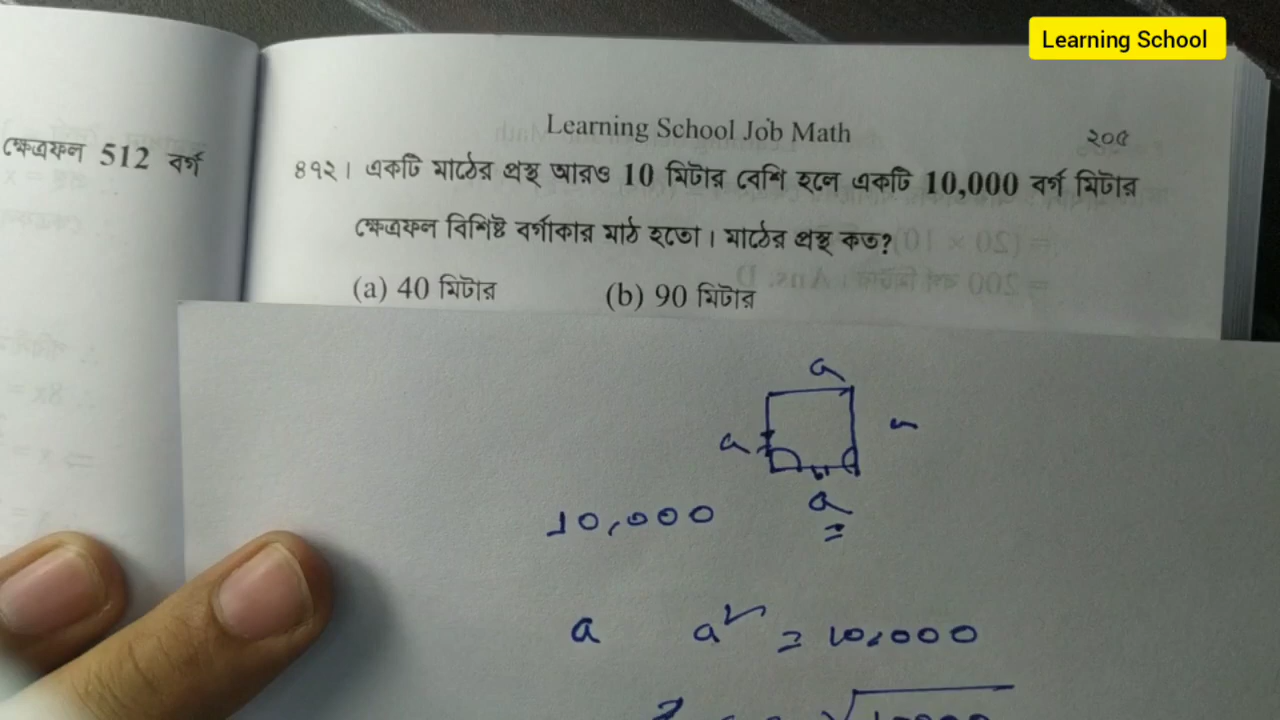 Learning School
Learning School Job Math
২০৫
ক্ষেত্রফল 512 বর্গ
৪৭২। একটি মাঠের প্রস্থ আরও 10 মিটার বেশি হলে একটি 10,000 বর্গ মিটার
ক্ষেত্রফল বিশিষ্ট বর্গাকার মাঠ হতো। মাঠের প্রস্থ কত?
(a) 40 মিটার (b) 90 মিটার
a
a
a
10,000
a a² = 10,000